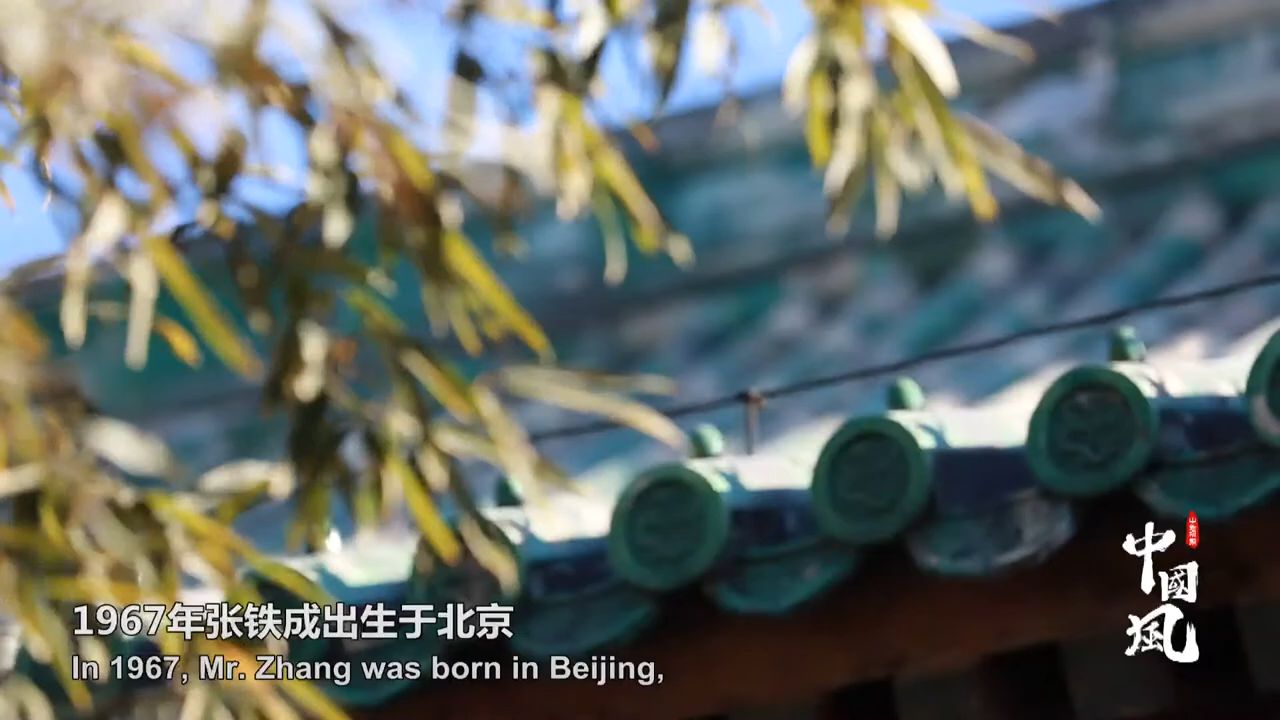 1967年张铁成出生于北京
In 1967, Mr. Zhang was born in Beijing,
中國風